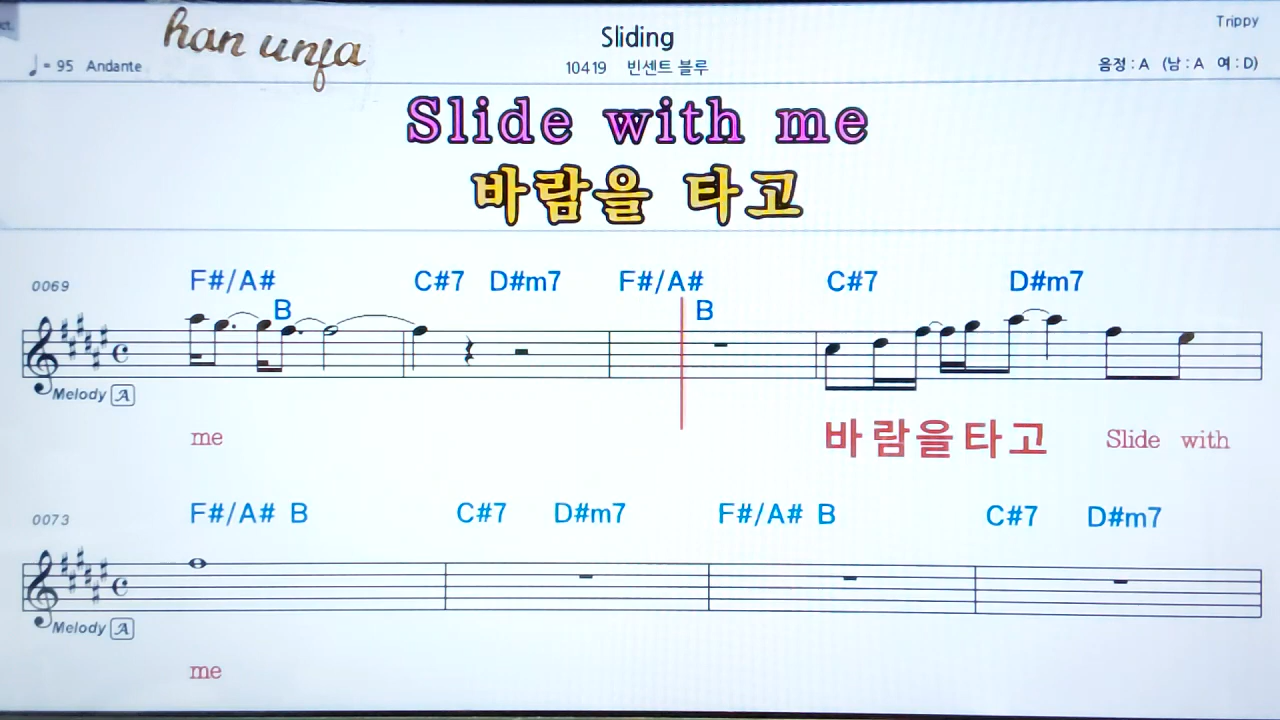 han unja
Trippy
Sliding
♩= 95 Andante
10419 빈센트 블루
음정 : A (남 : A 여 : D)
Slide with me
바람을 타고
0069
F#/A# B C#7 D#m7 F#/A# B C#7 D#m7
Melody A
me 바람을타고 Slide with
0073
F#/A# B C#7 D#m7 F#/A# B C#7 D#m7
Melody A
me